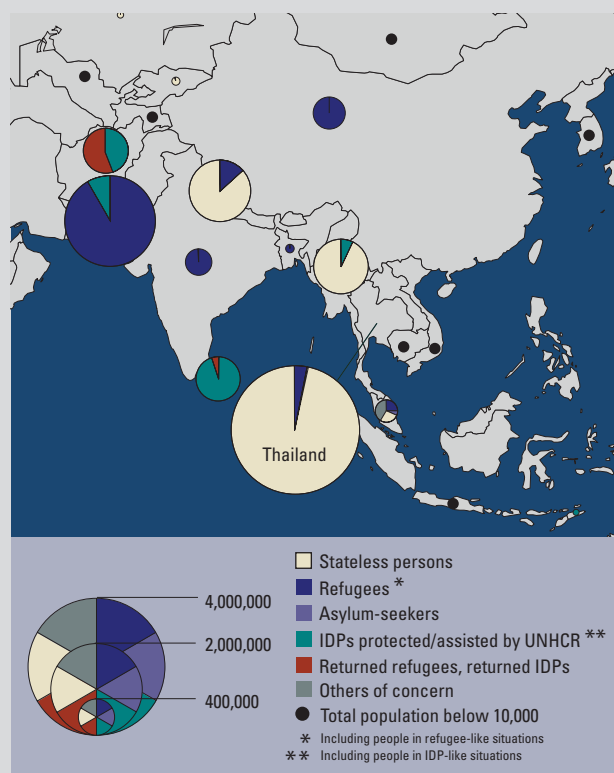 Thailand
4,000,000
2,000,000
400,000
Stateless persons
Refugees *
Asylum-seekers
IDPs protected/assisted by UNHCR **
Returned refugees, returned IDPs
Others of concern
Total population below 10,000
* Including people in refugee-like situations
** Including people in IDP-like situations